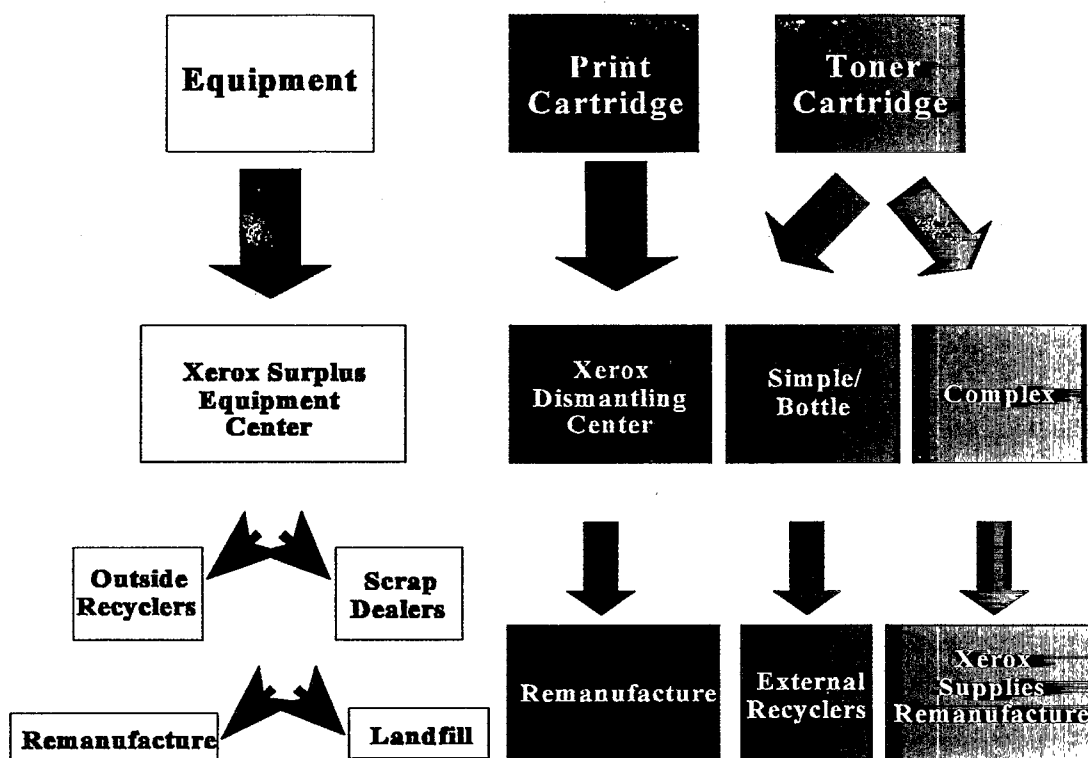 Equipment
Print
Cartridge
Toner
Cartridge
Xerox Surplus
Equipment
Center
Xerox
Dismantling
Center
Simple/
Bottle
Complex
Outside
Recyclers
Scrap
Dealers
Remanufacture
Landfill
Remanufacture
External
Recyclers
Xerox
Supplies
Remanufacture